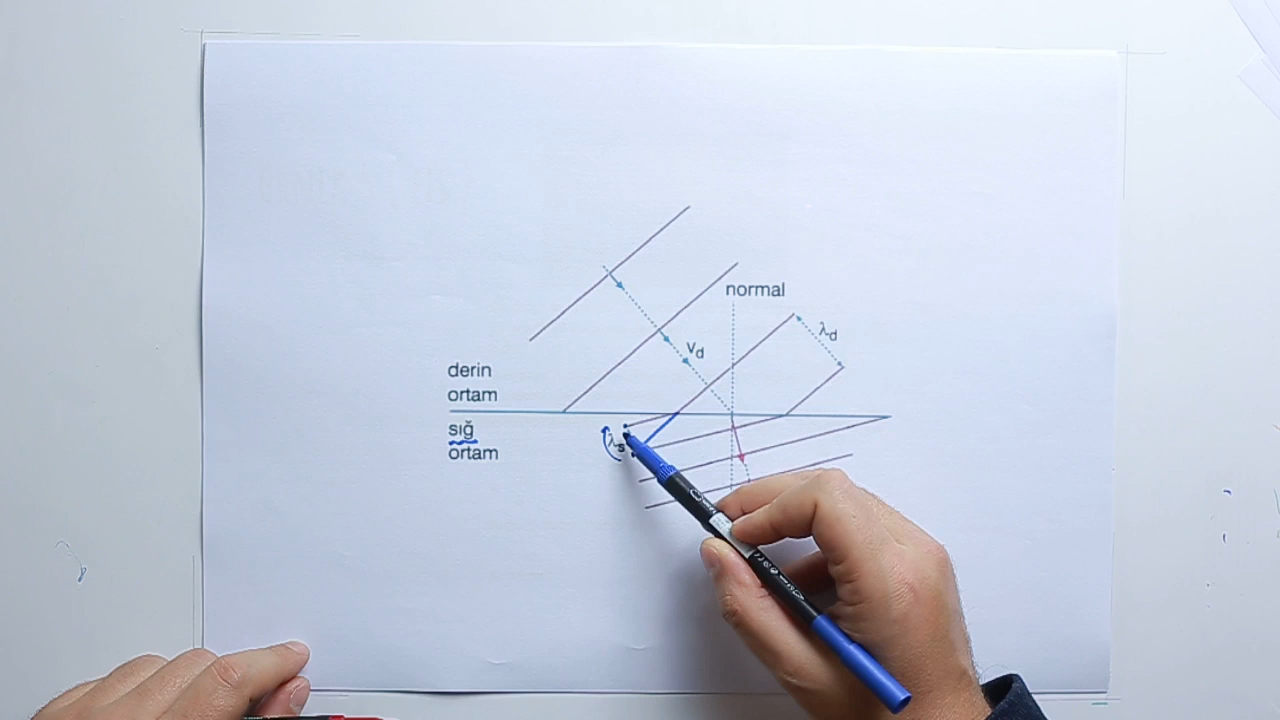 normal
λd
vd
derin
ortam
sığ
ortam
λs